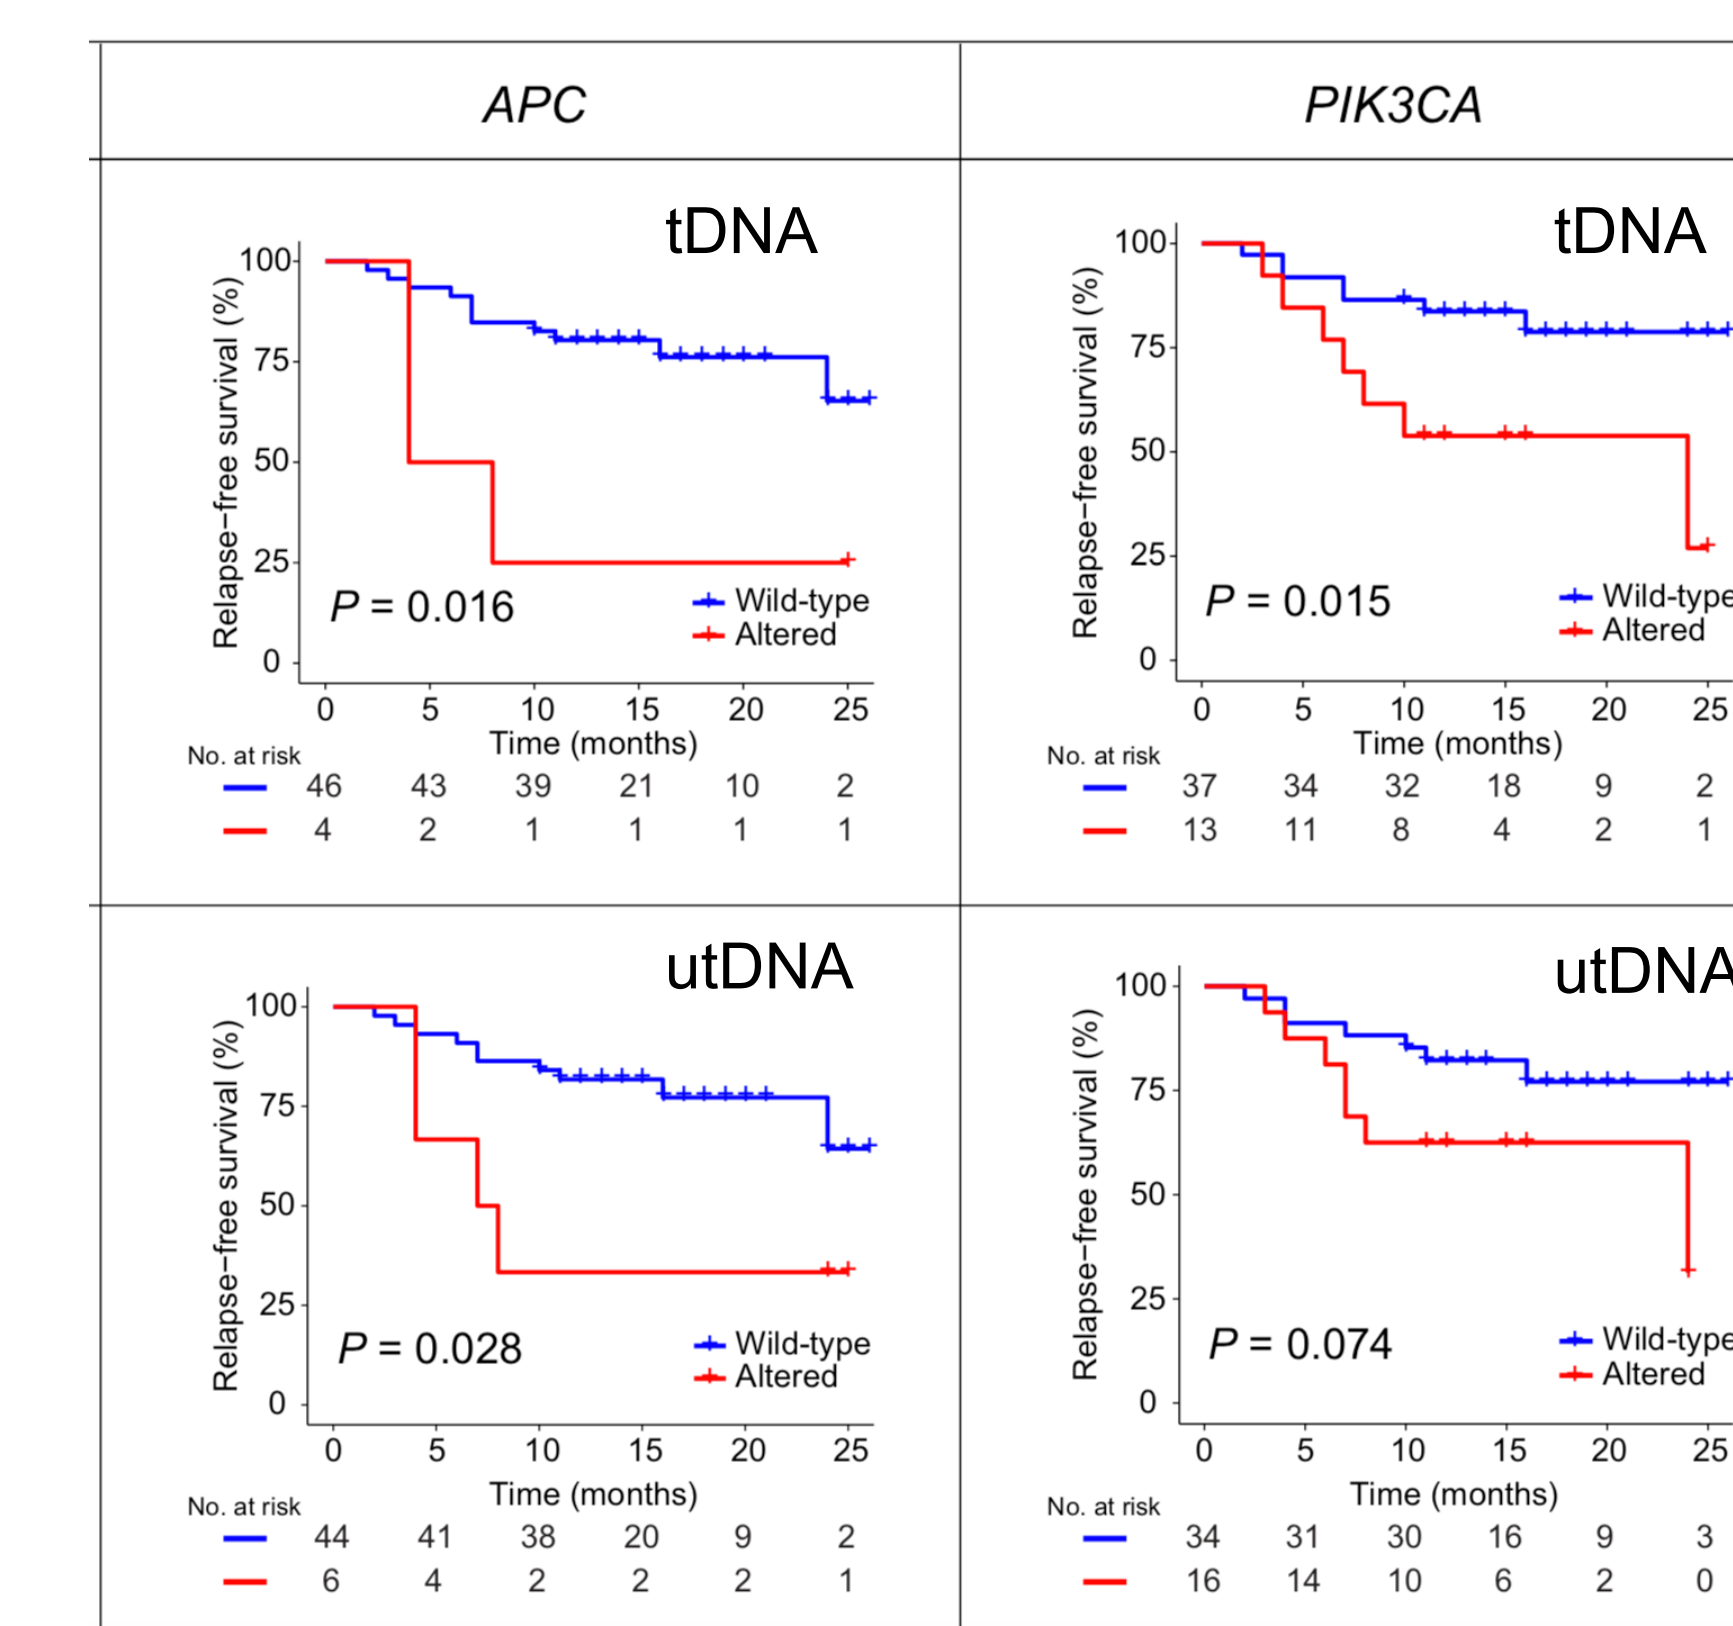 APC
PIK3CA
tDNA
Relapse−free survival (%)
100
75
50
25
0
P = 0.016
Wild-type
Altered
0 5 10 15 20 25
Time (months)
No. at risk
46 43 39 21 10 2
4 2 1 1 1 1
tDNA
Relapse−free survival (%)
100
75
50
25
0
P = 0.015
Wild-type
Altered
0 5 10 15 20 25
Time (months)
No. at risk
37 34 32 18 9 2
13 11 8 4 2 1
utDNA
Relapse−free survival (%)
100
75
50
25
0
P = 0.028
Wild-type
Altered
0 5 10 15 20 25
Time (months)
No. at risk
44 41 38 20 9 2
6 4 2 2 2 1
utDNA
Relapse−free survival (%)
100
75
50
25
0
P = 0.074
Wild-type
Altered
0 5 10 15 20 25
Time (months)
No. at risk
34 31 30 16 9 3
16 14 10 6 2 0